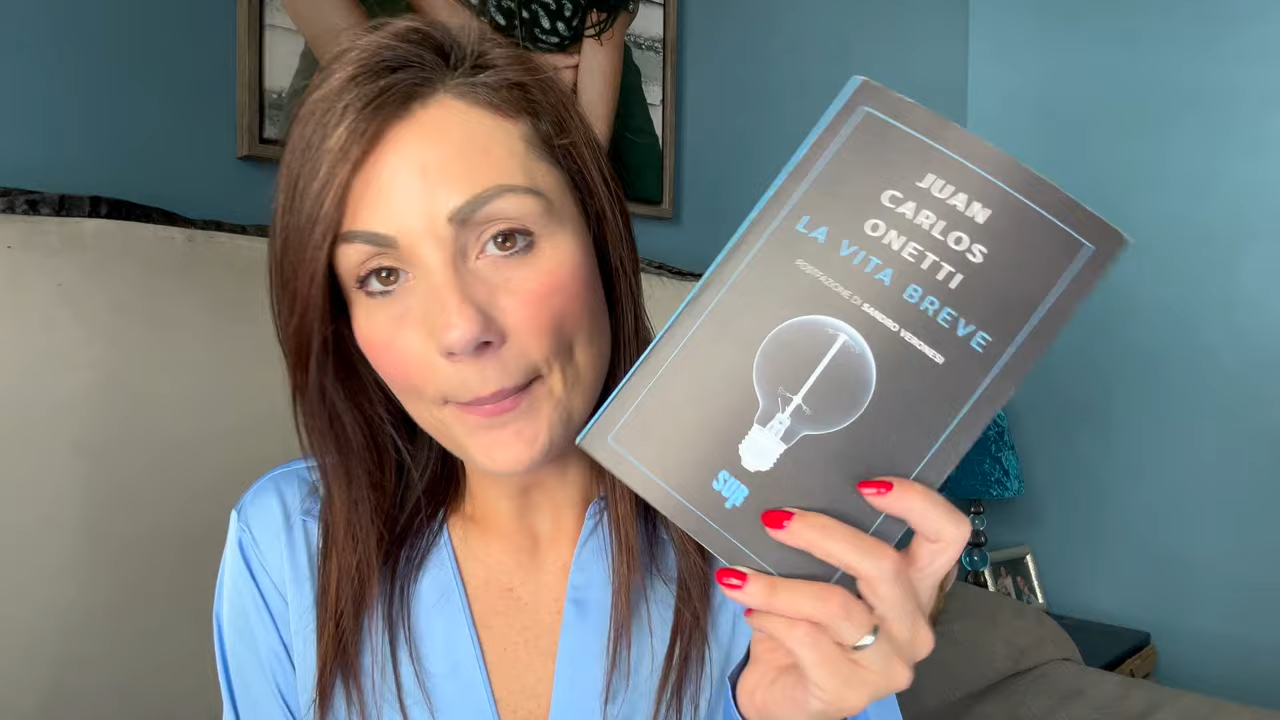 JUAN
CARLOS
ONETTI
LA VITA BREVE
POSTFAZIONE DI SANDRO VERONESI
SUR